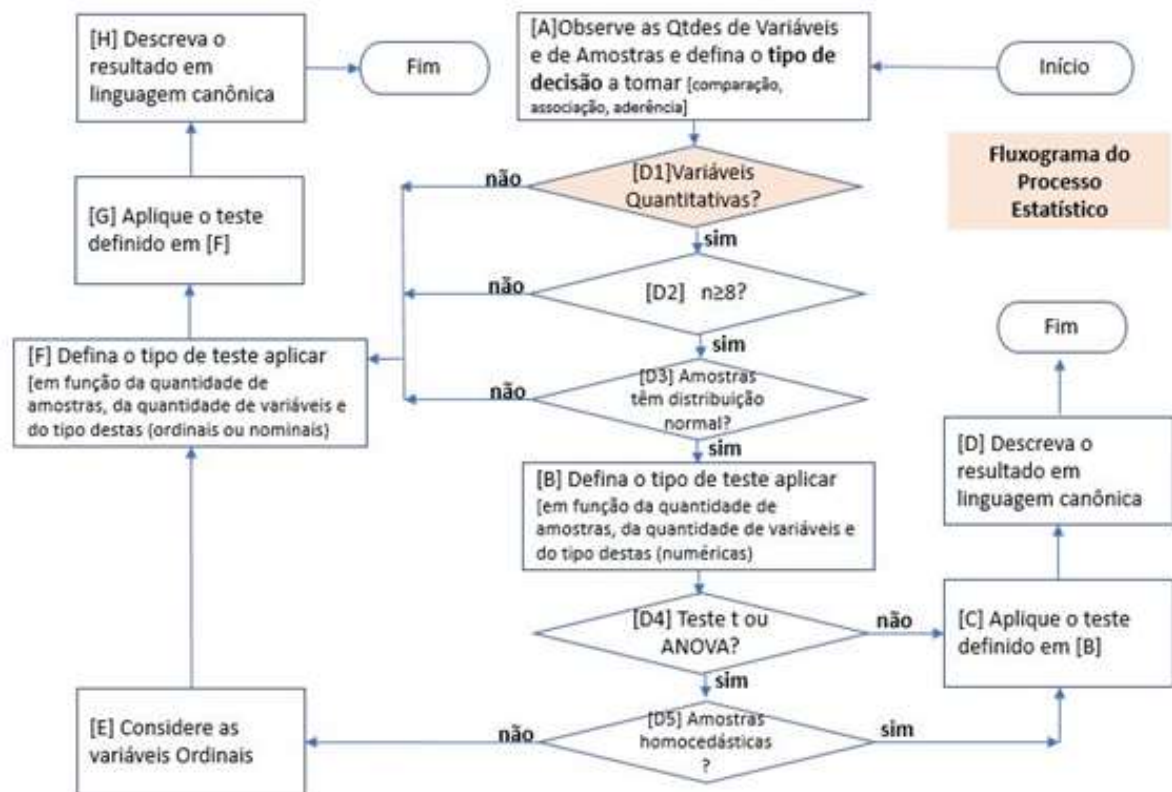 [H] Descreva o
resultado em
linguagem canônica
Fim
[A]Observe as Qtdes de Variáveis
e de Amostras e defina o tipo de
decisão a tomar [comparação,
associação, aderência]
Início
Fluxograma do
Processo
Estatístico
não
[D1]Variáveis
Quantitativas?
sim
[G] Aplique o teste
definido em [F]
não
[D2] n≥8?
sim
Fim
[F] Defina o tipo de teste aplicar
[em função da quantidade de
amostras, da quantidade de variáveis e
do tipo destas (ordinais ou nominais)
não
[D3] Amostras
têm distribuição
normal?
sim
[B] Defina o tipo de teste aplicar
[em função da quantidade de
amostras, da quantidade de variáveis e
do tipo destas (numéricas)
[D] Descreva o
resultado em
linguagem canônica
[D4] Teste t ou
ANOVA?
não
sim
[C] Aplique o teste
definido em [B]
[E] Considere as
variáveis Ordinais
não
[D5] Amostras
homocedásticas
?
sim